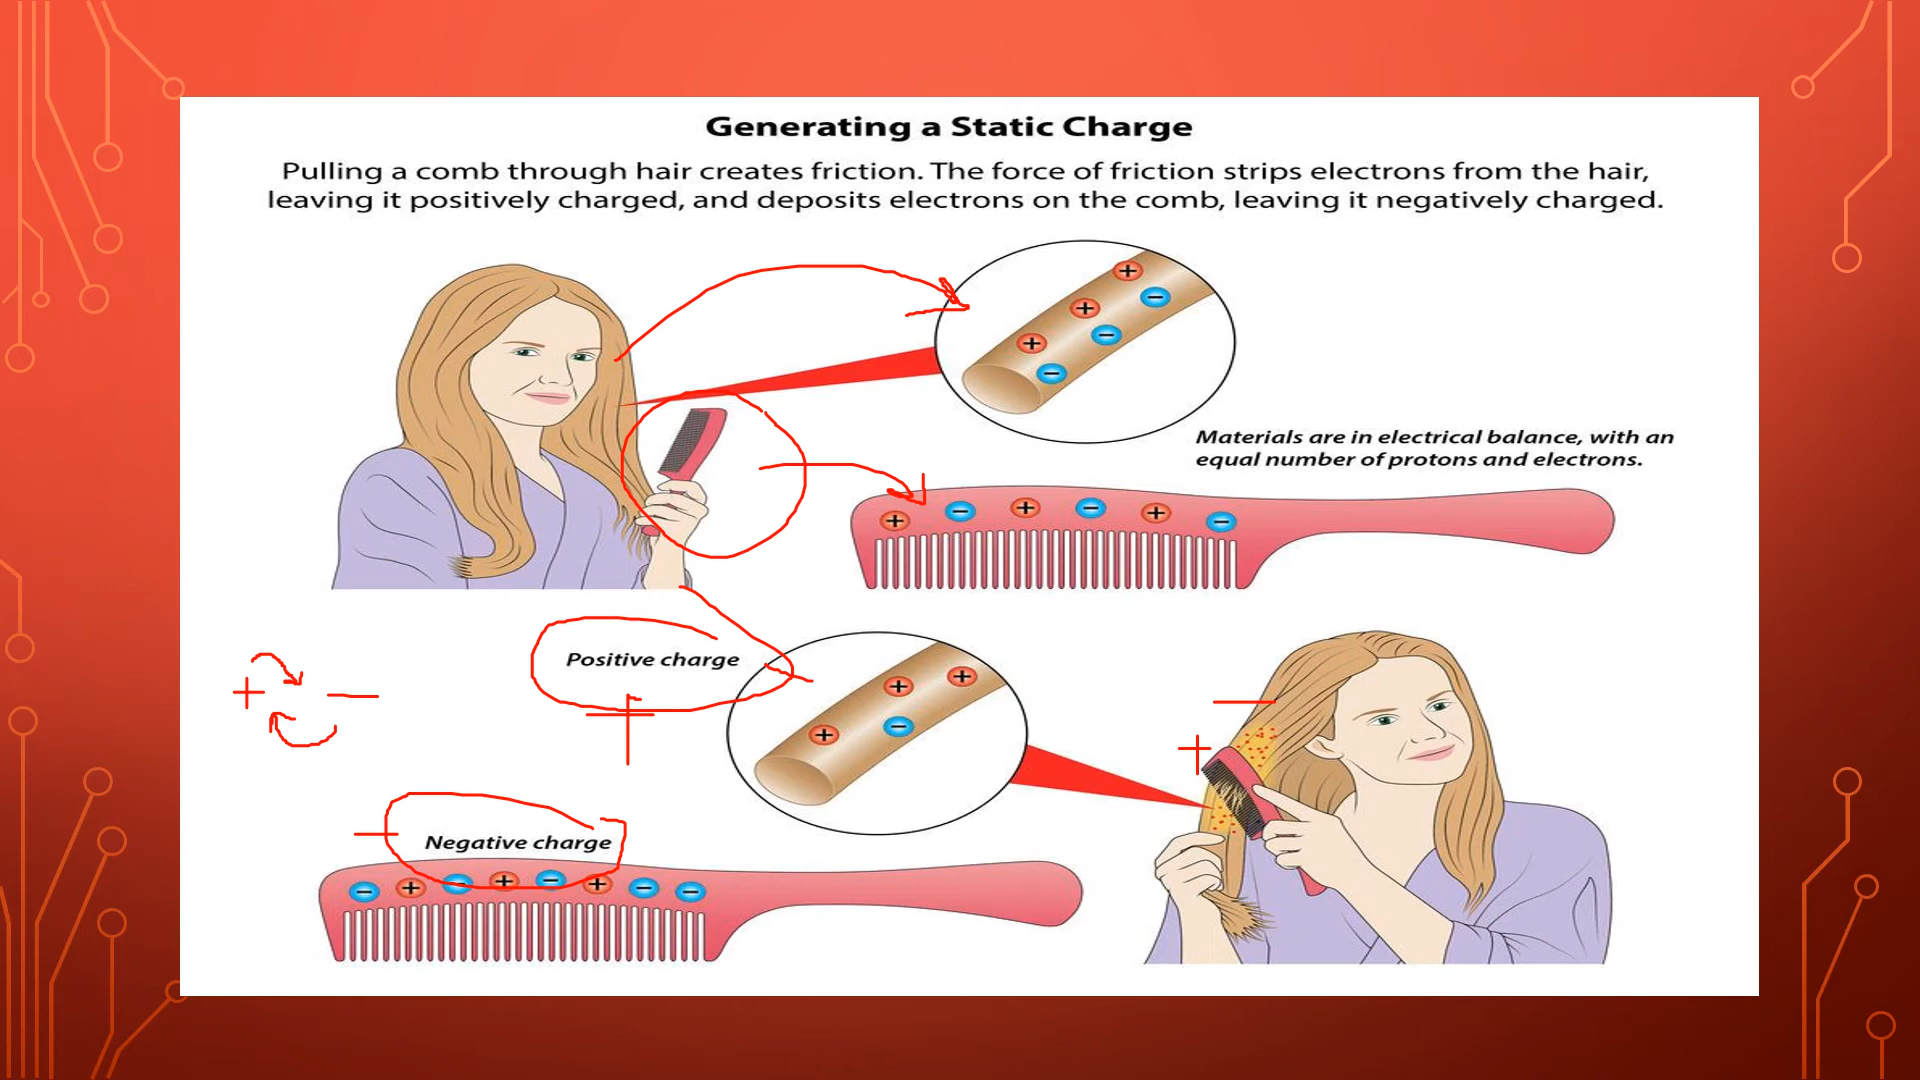 Generating a Static Charge
Pulling a comb through hair creates friction. The force of friction strips electrons from the hair,
leaving it positively charged, and deposits electrons on the comb, leaving it negatively charged.
+
−
+
−
+
−
Materials are in electrical balance, with an
equal number of protons and electrons.
+ − + − + −
Positive charge
+ −
+
+ +
−
+
−
+
− Negative charge
− + − + − + − −